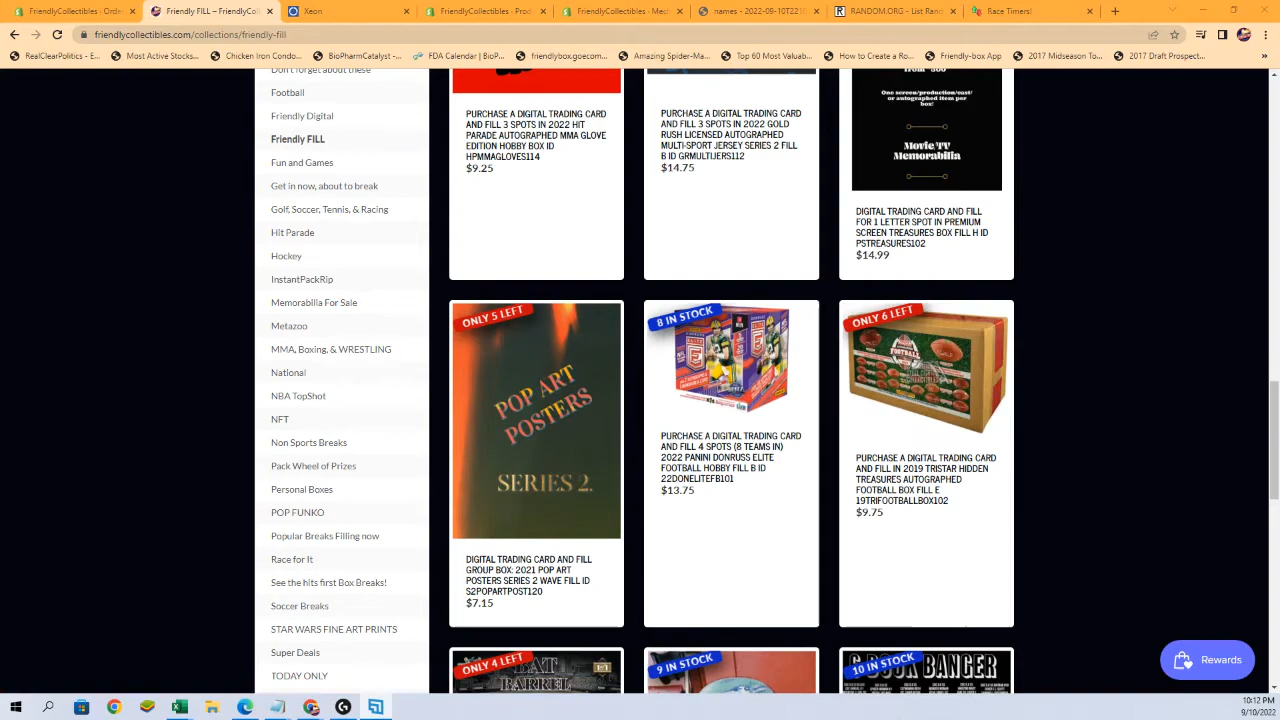 FriendlyCollectibles - Orde
Friendly FILL – FriendlyCol
Xeon
FriendlyCollectibles - Prod
FriendlyCollectibles - Mech
names - 2022-09-10T221
RANDOM.ORG - List Rand
Race Timers!
friendlycollectibles.com/collections/friendly-fill
RealClearPolitics - E...
Most Active Stocks...
Chicken - Iron Condo...
BioPharmCatalyst -...
FDA Calendar | BioP...
friendlybox.goecom...
Amazing Spider-Ma...
Top 60 Most Valuab...
How to Create a Ro...
Friendly-box App
2017 Midseason To...
2017 Draft Prospect...
Don't forget about these
Football
Friendly Digital
Friendly FILL
Fun and Games
Get in now, about to break
Golf, Soccer, Tennis, & Racing
Hit Parade
Hockey
InstantPackRip
Memorabilia For Sale
Metazoo
MMA, Boxing, & WRESTLING
National
NBA TopShot
NFT
Non Sports Breaks
Pack Wheel of Prizes
Personal Boxes
POP FUNKO
Popular Breaks Filling now
Race for It
See the hits first Box Breaks!
Soccer Breaks
STAR WARS FINE ART PRINTS
Super Deals
TODAY ONLY
PURCHASE A DIGITAL TRADING CARD
AND FILL 3 SPOTS IN 2022 HIT
PARADE AUTOGRAPHED MMA GLOVE
EDITION HOBBY BOX ID
HPMMAGLOVES114
$9.25
PURCHASE A DIGITAL TRADING CARD
AND FILL 3 SPOTS IN 2022 GOLD
RUSH LICENSED AUTOGRAPHED
MULTI-SPORT JERSEY SERIES 2 FILL
B ID GRMULTIJERS112
$14.75
One screen/production/cast/
or autographed item per
box!
Movie/TV
Memorabilia
DIGITAL TRADING CARD AND FILL
FOR 1 LETTER SPOT IN PREMIUM
SCREEN TREASURES BOX FILL H ID
PSTREASURES102
$14.99
ONLY 5 LEFT
POP ART
POSTERS
SERIES 2.
DIGITAL TRADING CARD AND FILL
GROUP BOX: 2021 POP ART
POSTERS SERIES 2 WAVE FILL ID
S2POPARTPOST120
$7.15
8 IN STOCK
PURCHASE A DIGITAL TRADING CARD
AND FILL 4 SPOTS (8 TEAMS IN)
2022 PANINI DONRUSS ELITE
FOOTBALL HOBBY FILL B ID
22DONELITEFB101
$13.75
ONLY 6 LEFT
FOOTBALL
PURCHASE A DIGITAL TRADING CARD
AND FILL IN 2019 TRISTAR HIDDEN
TREASURES AUTOGRAPHED
FOOTBALL BOX FILL E
19TRIFOOTBALLBOX102
$9.75
ONLY 4 LEFT
BAT
BARREL
9 IN STOCK
10 IN STOCK
BANGER
Rewards
10:12 PM
9/10/2022